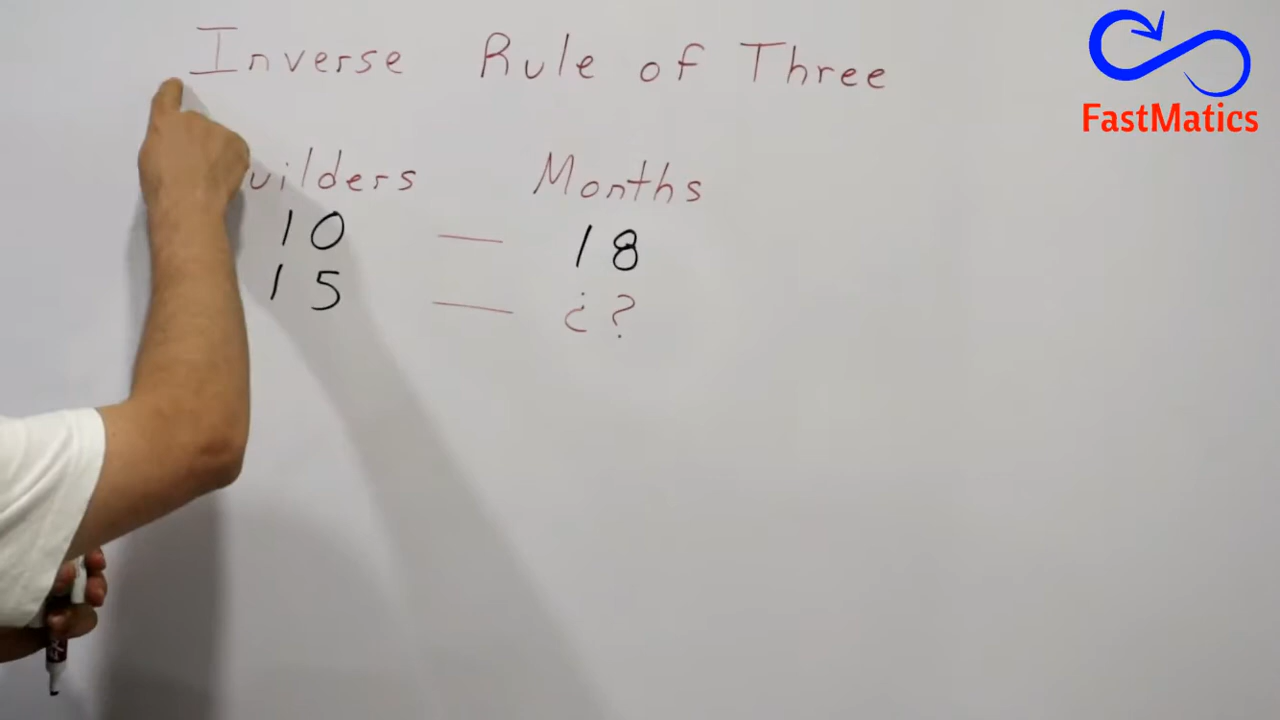 Inverse Rule of Three
FastMatics
uilders Months
10 — 18
15 — ¿?